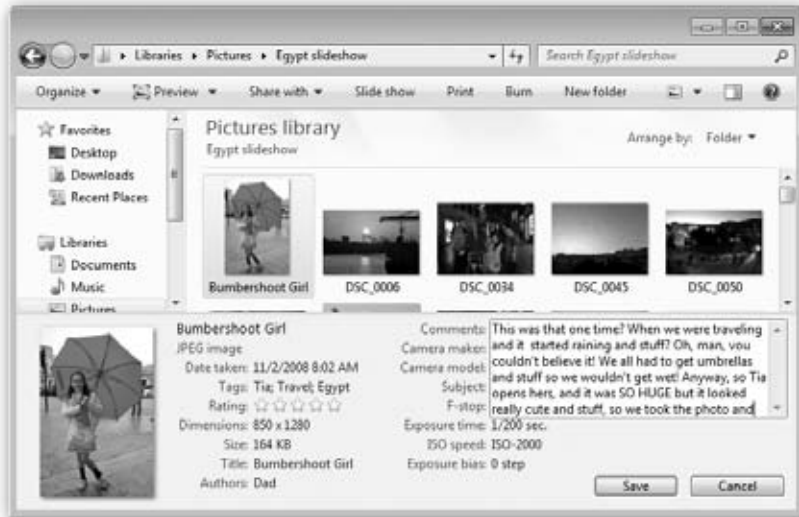 Libraries ▸ Pictures ▸ Egypt slideshow
Search Egypt slideshow
Organize Preview Share with Slide show Print Burn New folder
Favorites
Desktop
Downloads
Recent Places
Libraries
Documents
Music
Pictures
Pictures library
Egypt slideshow
Arrange by: Folder
Bumbershoot Girl
DSC_0006
DSC_0034
DSC_0045
DSC_0050
Bumbershoot Girl
JPEG image
Date taken: 11/2/2008 8:02 AM
Tags: Tia; Travel; Egypt
Rating:
Dimensions: 850 x 1280
Size: 164 KB
Title: Bumbershoot Girl
Authors: Dad
Comments:
Camera maker:
Camera model:
Subject:
F-stop:
This was that one time? When we were traveling
and it started raining and stuff? Oh, man, you
couldn't believe it! We all had to get umbrellas
and stuff so we wouldn't get wet! Anyway, so Tia
opens hers, and it was SO HUGE but it looked
really cute and stuff, so we took the photo and
Exposure time: 1/200 sec.
ISO speed: ISO-2000
Exposure bias: 0 step
Save
Cancel